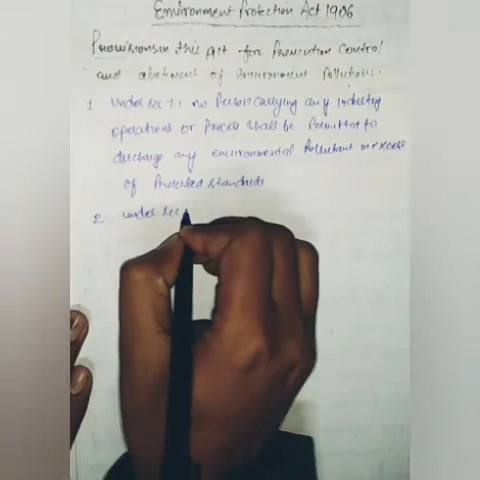 Environment Protection Act 1906
Provisions in this Act for Prevention Control
and abatement of Environment Pollution:
1 Under sec 7:1 no Person carrying any industry
operations or Process shall be Permitted to
discharge any environmental Pollutant in excess
of Prescribed standards
2 under sec